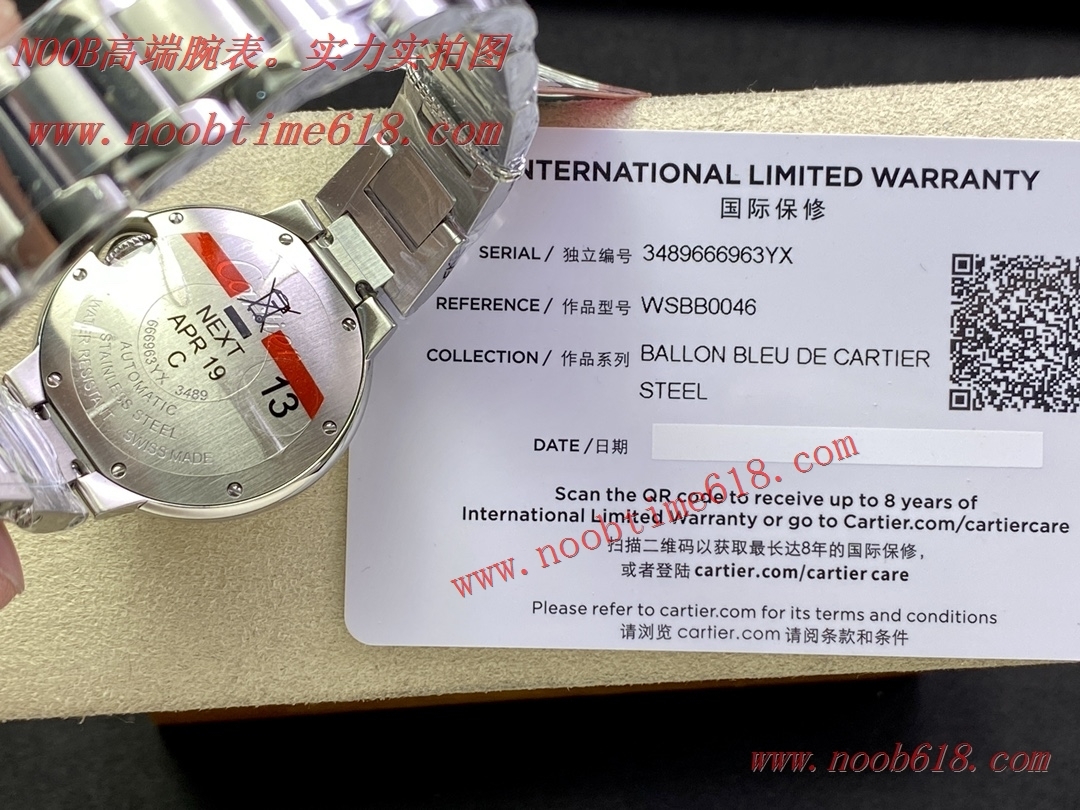 NOOB高端腕表。实力实拍图
www.noobtime618.com
INTERNATIONAL LIMITED WARRANTY
国际保修
SERIAL / 独立编号 3489666963YX
REFERENCE / 作品型号 WSBB0046
COLLECTION / 作品系列 BALLON BLEU DE CARTIER
STEEL
DATE / 日期
Scan the QR code to receive up to 8 years of
International Limited Warranty or go to Cartier.com/cartiercare
扫描二维码以获取最长达8年的国际保修，
或者登陆 cartier.com/cartier care
Please refer to cartier.com for its terms and conditions
请浏览 cartier.com 请阅条款和条件
NEXT
APR 19
C
13
666963YX 3489
AUTOMATIC
STAINLESS STEEL
WATER RESISTANT SWISS MADE
www.noobtime618.com
www.noob618.com